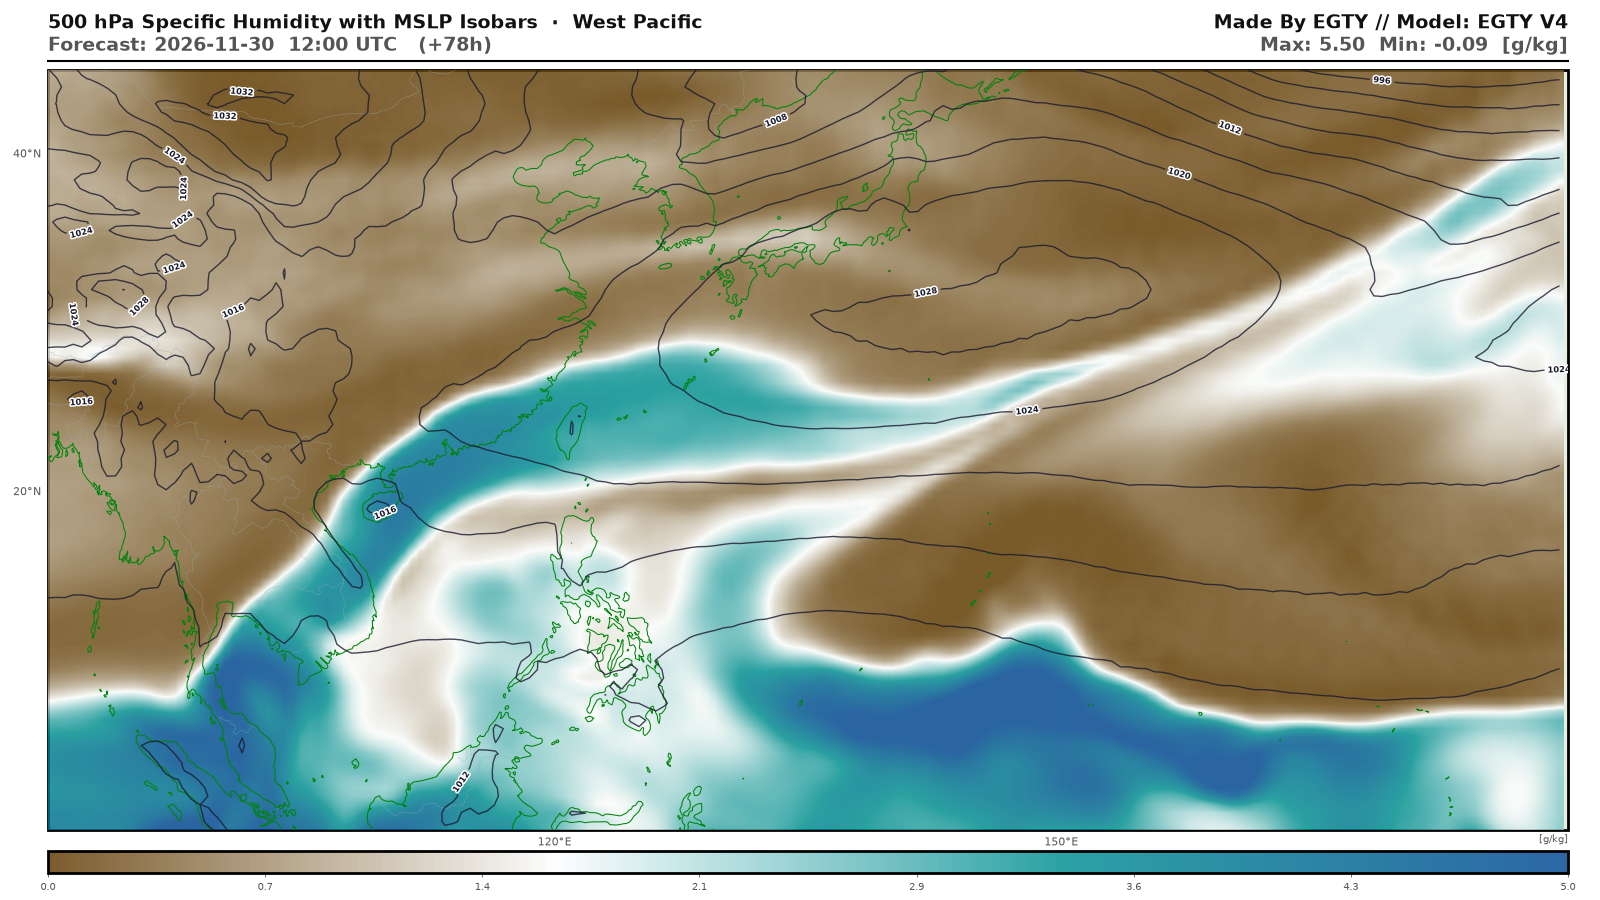 500 hPa Specific Humidity with MSLP Isobars · West Pacific
Made By EGTY // Model: EGTY V4
Forecast: 2026-11-30 12:00 UTC (+78h)
Max: 5.50 Min: -0.09 [g/kg]
996
1032
1032
1008
1012
40°N
1024
1020
1024
1024
1024
1024
1028
1028
1024
1016
1024
1016
1024
20°N
1016
1012
120°E
150°E
[g/kg]
0.0 0.7 1.4 2.1 2.9 3.6 4.3 5.0